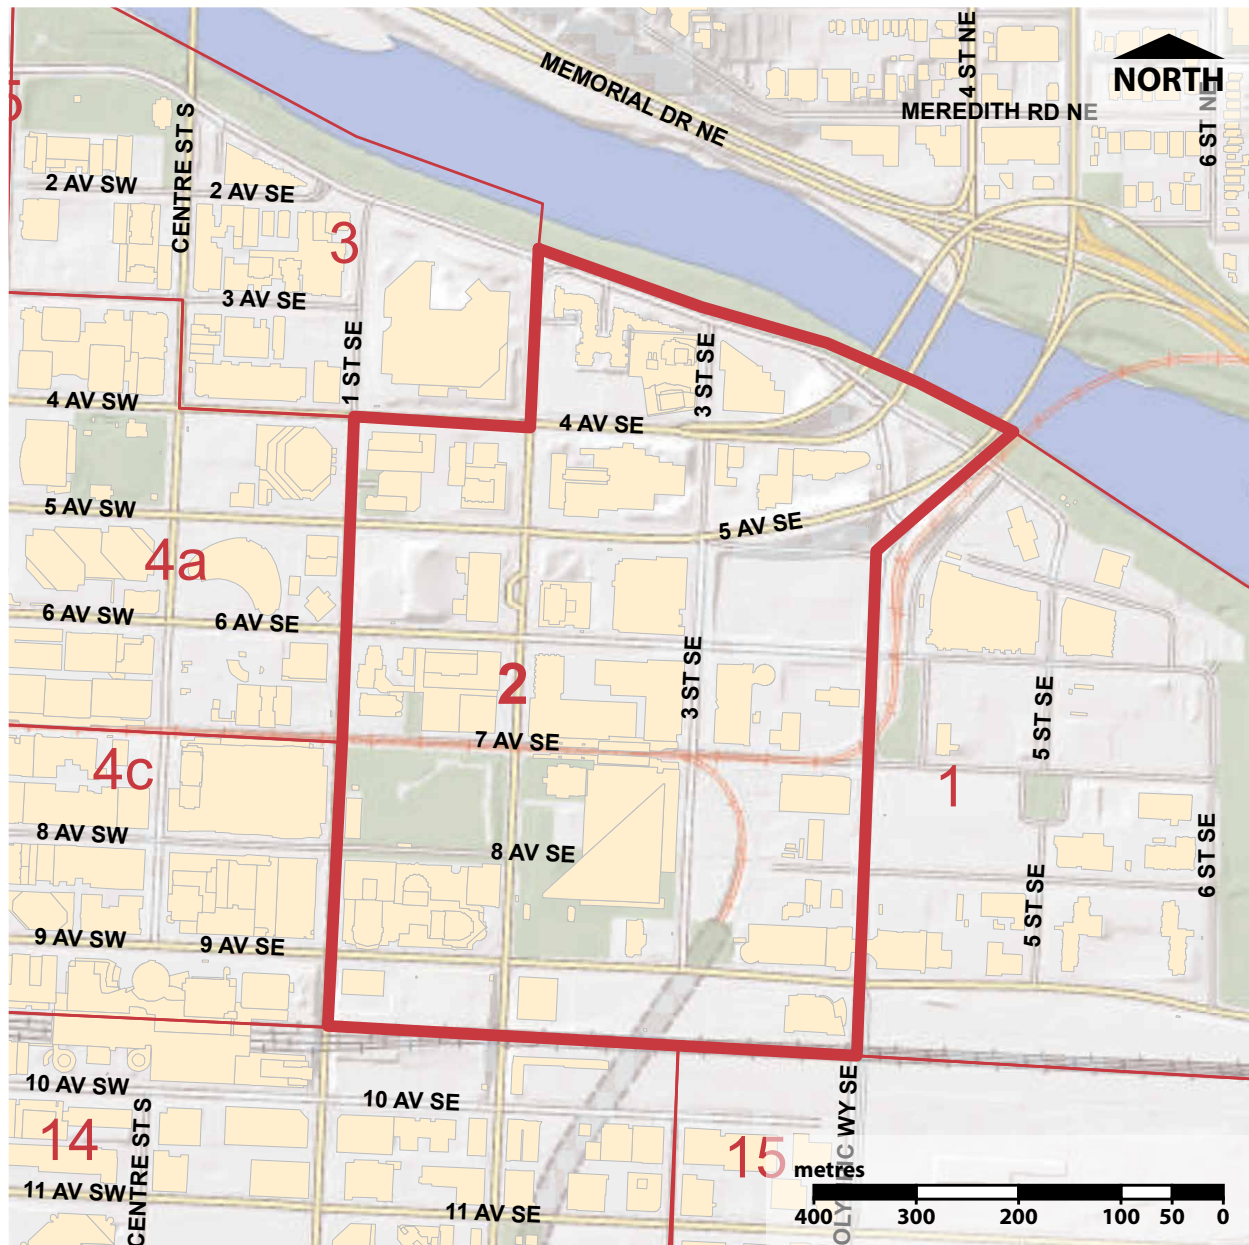 4 ST NE
NORTH
MEMORIAL DR NE
MEREDITH RD NE
6 ST NE
5
CENTRE ST S
2 AV SW
2 AV SE
3
3 AV SE
1 ST SE
3 ST SE
4 AV SW
4 AV SE
5 AV SW
5 AV SE
4a
6 AV SW
6 AV SE
2
3 ST SE
5 ST SE
7 AV SE
4c
1
8 AV SW
8 AV SE
6 ST SE
5 ST SE
9 AV SW
9 AV SE
10 AV SW
10 AV SE
OLYMPIC WY SE
CENTRE ST S
14
15
metres
11 AV SW
11 AV SE
400 300 200 100 50 0